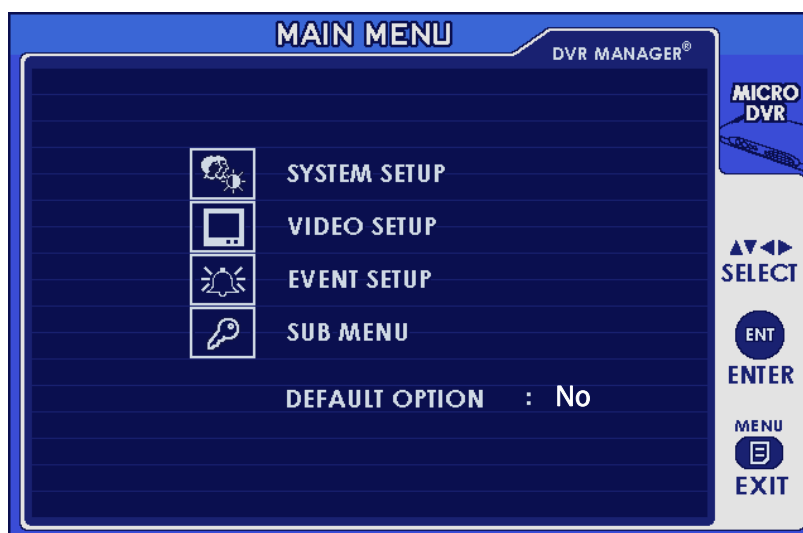 MAIN MENU
DVR MANAGER®
MICRO
DVR
SYSTEM SETUP
VIDEO SETUP
EVENT SETUP
SUB MENU
DEFAULT OPTION : No
▲▼◀▶
SELECT
ENT
ENTER
MENU
EXIT